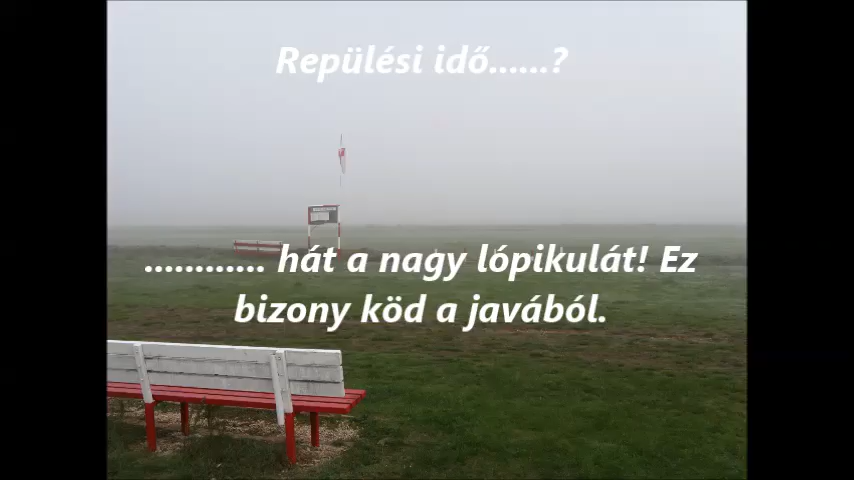 Repülési idő......?
............ hát a nagy lópikulát! Ez
bizony köd a javából.